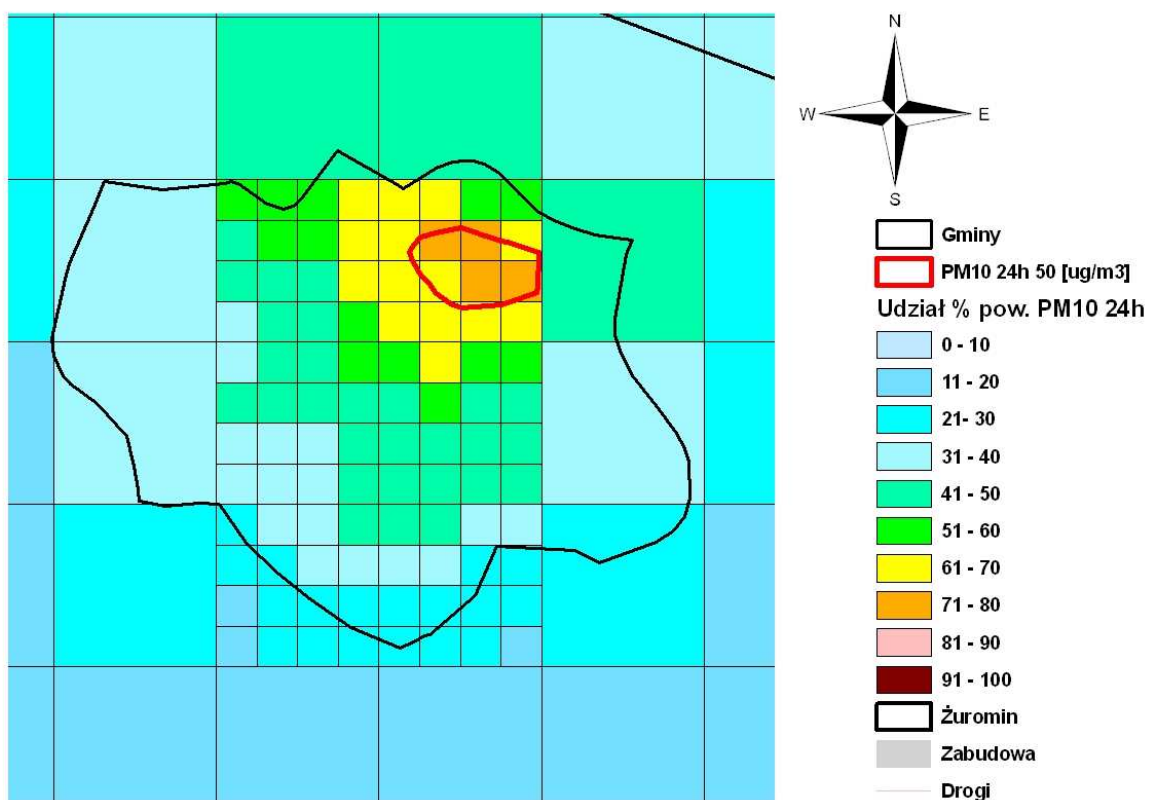 N
W E
S
Gminy
PM10 24h 50 [ug/m3]
Udział % pow. PM10 24h
0 - 10
11 - 20
21- 30
31 - 40
41 - 50
51 - 60
61 - 70
71 - 80
81 - 90
91 - 100
Żuromin
Zabudowa
Drogi